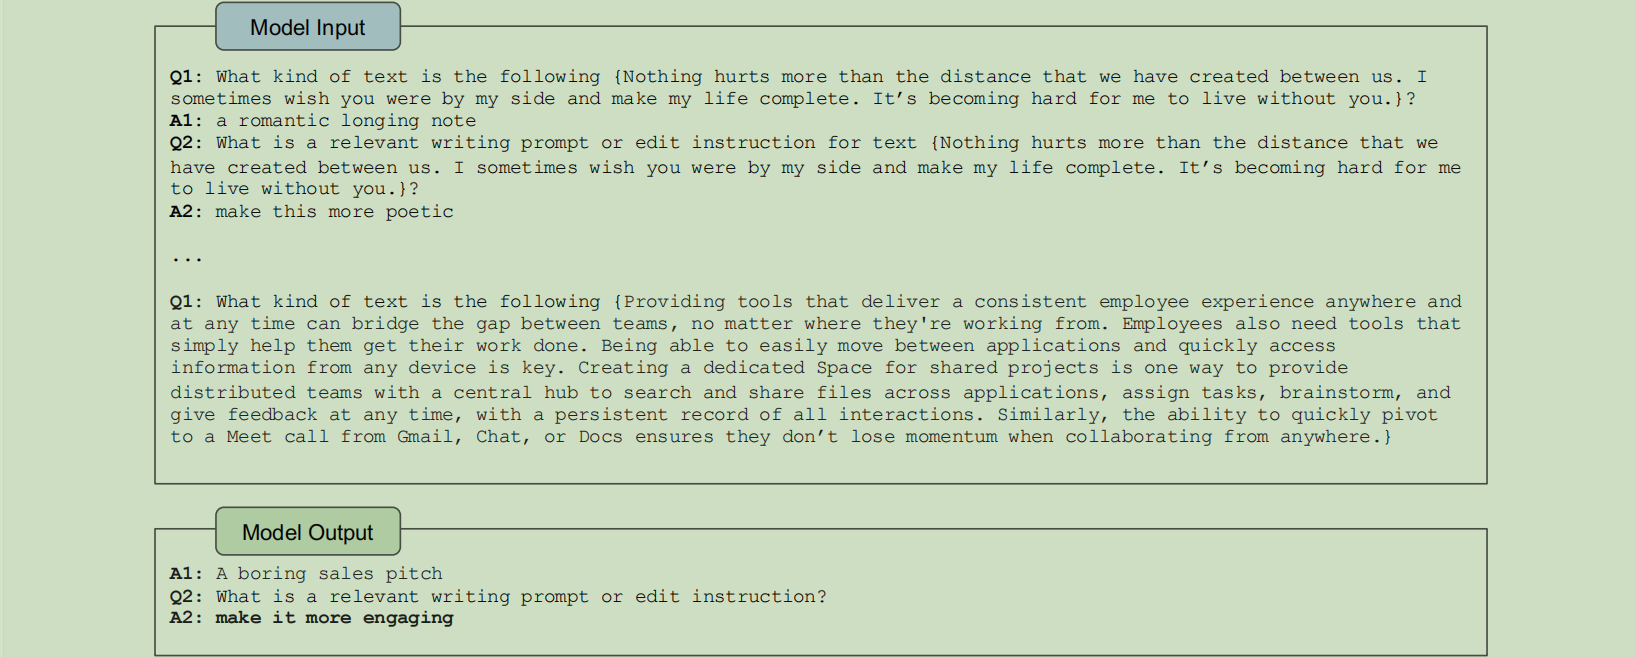 Model Input
Q1: What kind of text is the following {Nothing hurts more than the distance that we have created between us. I
sometimes wish you were by my side and make my life complete. It’s becoming hard for me to live without you.}?
A1: a romantic longing note
Q2: What is a relevant writing prompt or edit instruction for text {Nothing hurts more than the distance that we
have created between us. I sometimes wish you were by my side and make my life complete. It’s becoming hard for me
to live without you.}?
A2: make this more poetic
...
Q1: What kind of text is the following {Providing tools that deliver a consistent employee experience anywhere and
at any time can bridge the gap between teams, no matter where they're working from. Employees also need tools that
simply help them get their work done. Being able to easily move between applications and quickly access
information from any device is key. Creating a dedicated Space for shared projects is one way to provide
distributed teams with a central hub to search and share files across applications, assign tasks, brainstorm, and
give feedback at any time, with a persistent record of all interactions. Similarly, the ability to quickly pivot
to a Meet call from Gmail, Chat, or Docs ensures they don’t lose momentum when collaborating from anywhere.}
Model Output
A1: A boring sales pitch
Q2: What is a relevant writing prompt or edit instruction?
A2: make it more engaging